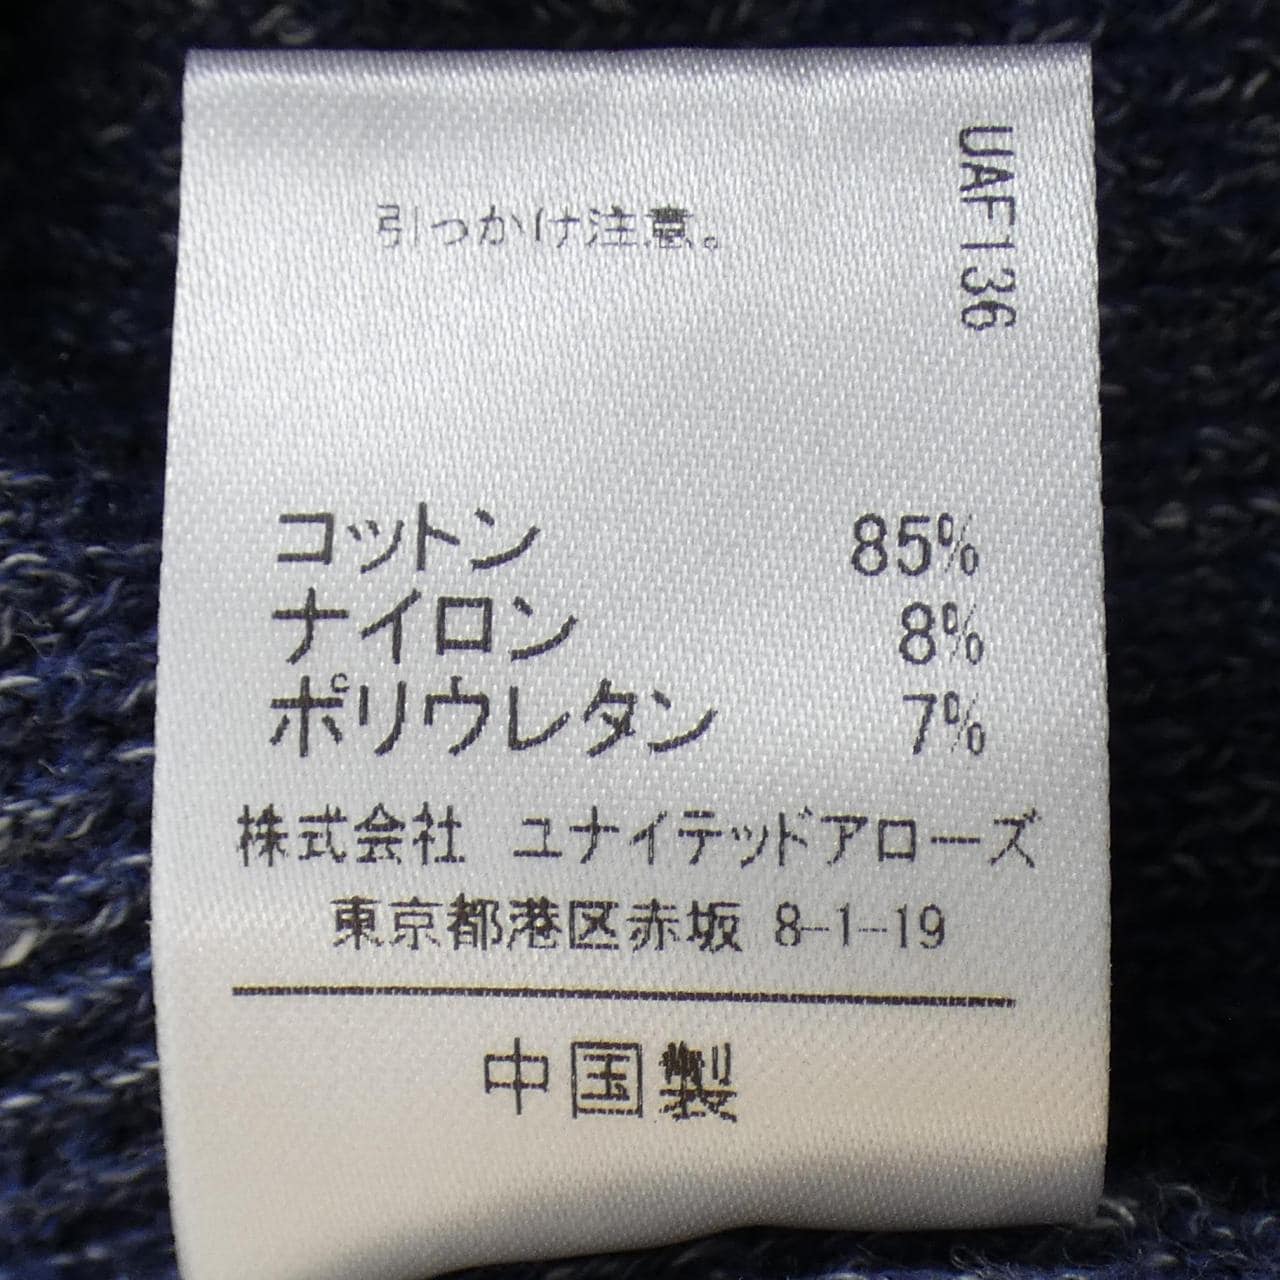 UAF136
引っかけ注意。
コットン 85%
ナイロン 8%
ポリウレタン 7%
株式会社 ユナイテッドアローズ
東京都港区赤坂 8-1-19
中国製